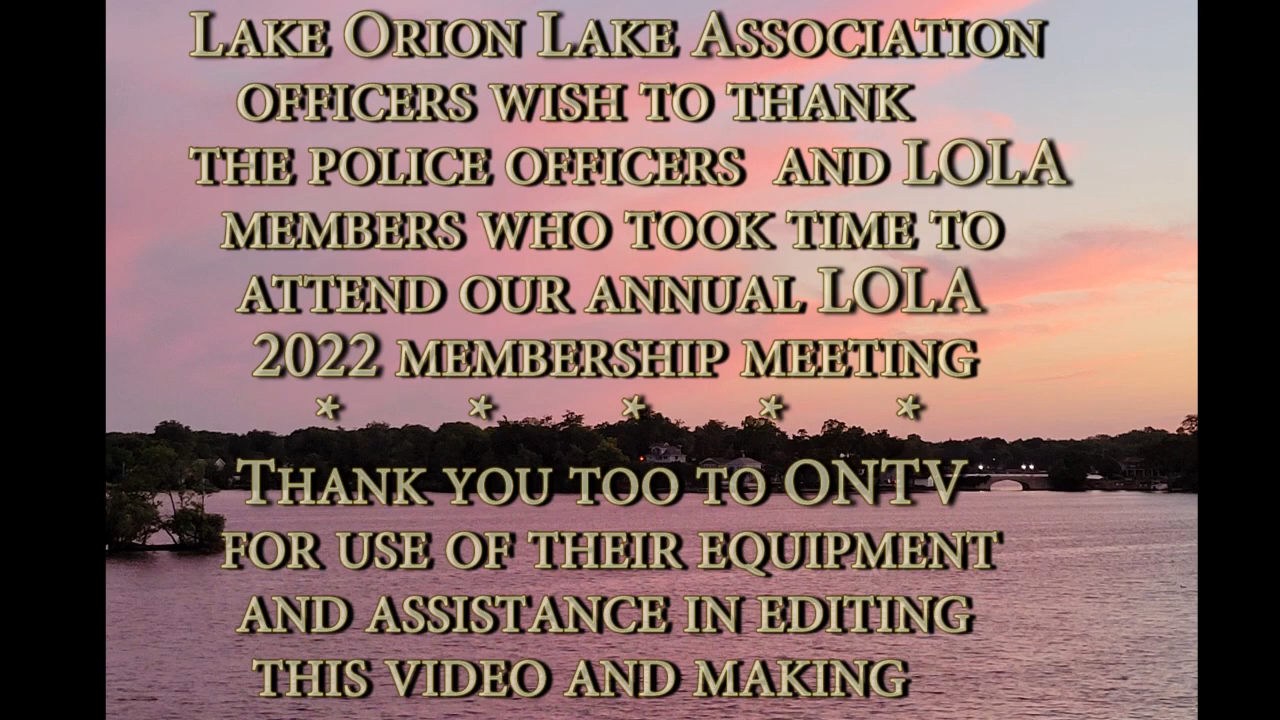 Lake Orion Lake Association
officers wish to thank
the police officers and LOLA
members who took time to
attend our annual LOLA
2022 membership meeting
* * * * *
Thank you too to ONTV
for use of their equipment
and assistance in editing
this video and making